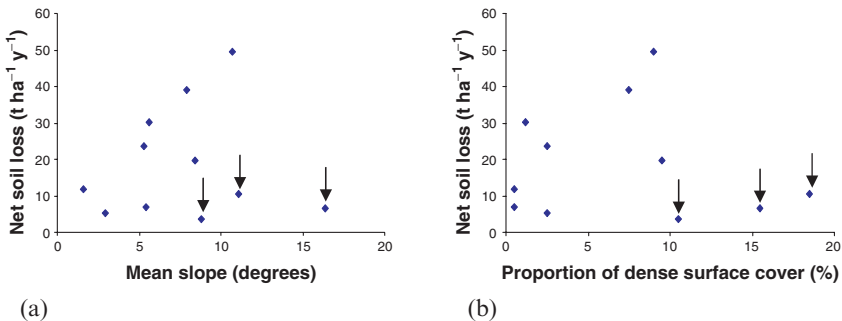 60
50
40
30
20
10
0
0 5 10 15 20
Net soil loss (t ha⁻¹ y⁻¹)
Mean slope (degrees)
(a)
60
50
40
30
20
10
0
0 5 10 15 20
Net soil loss (t ha⁻¹ y⁻¹)
Proportion of dense surface cover (%)
(b)